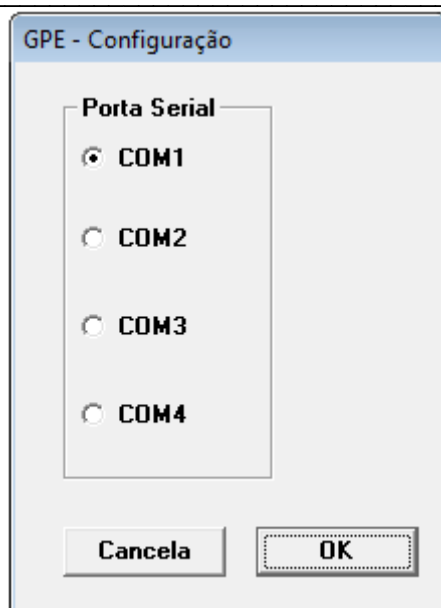 GPE - Configuração
Porta Serial
COM1
COM2
COM3
COM4
Cancela OK